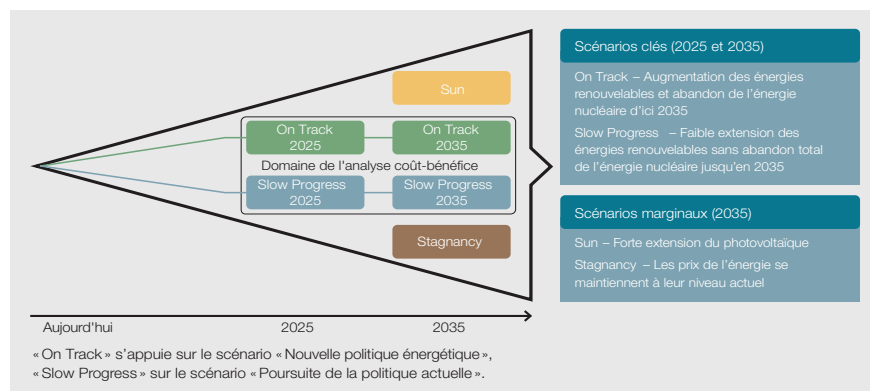 Sun
On Track
2025
On Track
2035
Domaine de l'analyse coût-bénéfice
Slow Progress
2025
Slow Progress
2035
Stagnancy
Aujourd'hui
2025
2035
« On Track » s'appuie sur le scénario « Nouvelle politique énergétique »,
« Slow Progress » sur le scénario « Poursuite de la politique actuelle ».
Scénarios clés (2025 et 2035)
On Track – Augmentation des énergies
renouvelables et abandon de l'énergie
nucléaire d'ici 2035
Slow Progress – Faible extension des
énergies renouvelables sans abandon total
de l'énergie nucléaire jusqu'en 2035
Scénarios marginaux (2035)
Sun – Forte extension du photovoltaïque
Stagnancy – Les prix de l'énergie se
maintiennent à leur niveau actuel